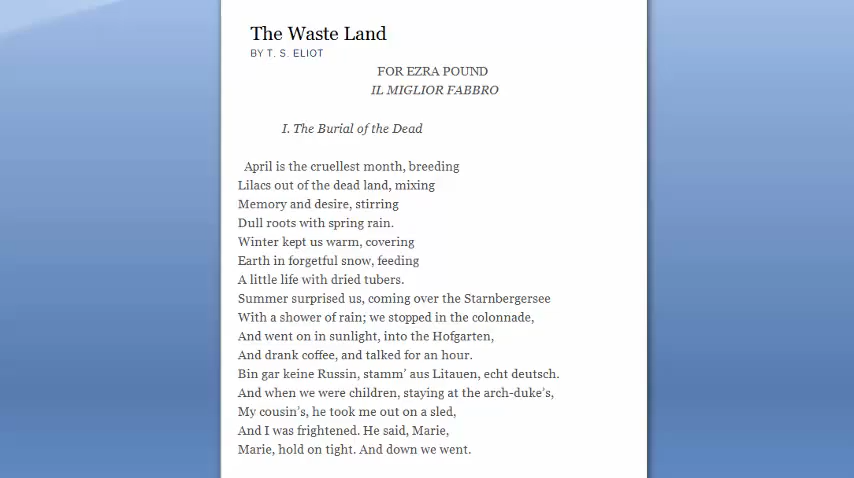 The Waste Land
BY T. S. ELIOT
FOR EZRA POUND
IL MIGLIOR FABBRO
I. The Burial of the Dead
April is the cruellest month, breeding
Lilacs out of the dead land, mixing
Memory and desire, stirring
Dull roots with spring rain.
Winter kept us warm, covering
Earth in forgetful snow, feeding
A little life with dried tubers.
Summer surprised us, coming over the Starnbergersee
With a shower of rain; we stopped in the colonnade,
And went on in sunlight, into the Hofgarten,
And drank coffee, and talked for an hour.
Bin gar keine Russin, stamm’ aus Litauen, echt deutsch.
And when we were children, staying at the arch-duke’s,
My cousin’s, he took me out on a sled,
And I was frightened. He said, Marie,
Marie, hold on tight. And down we went.